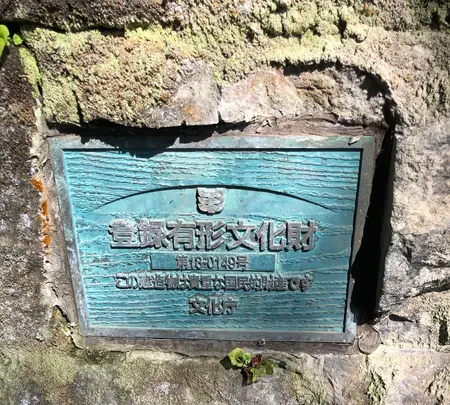 登録有形文化財
第18-0149号
この建造物は貴重な国民的財産です
文化庁